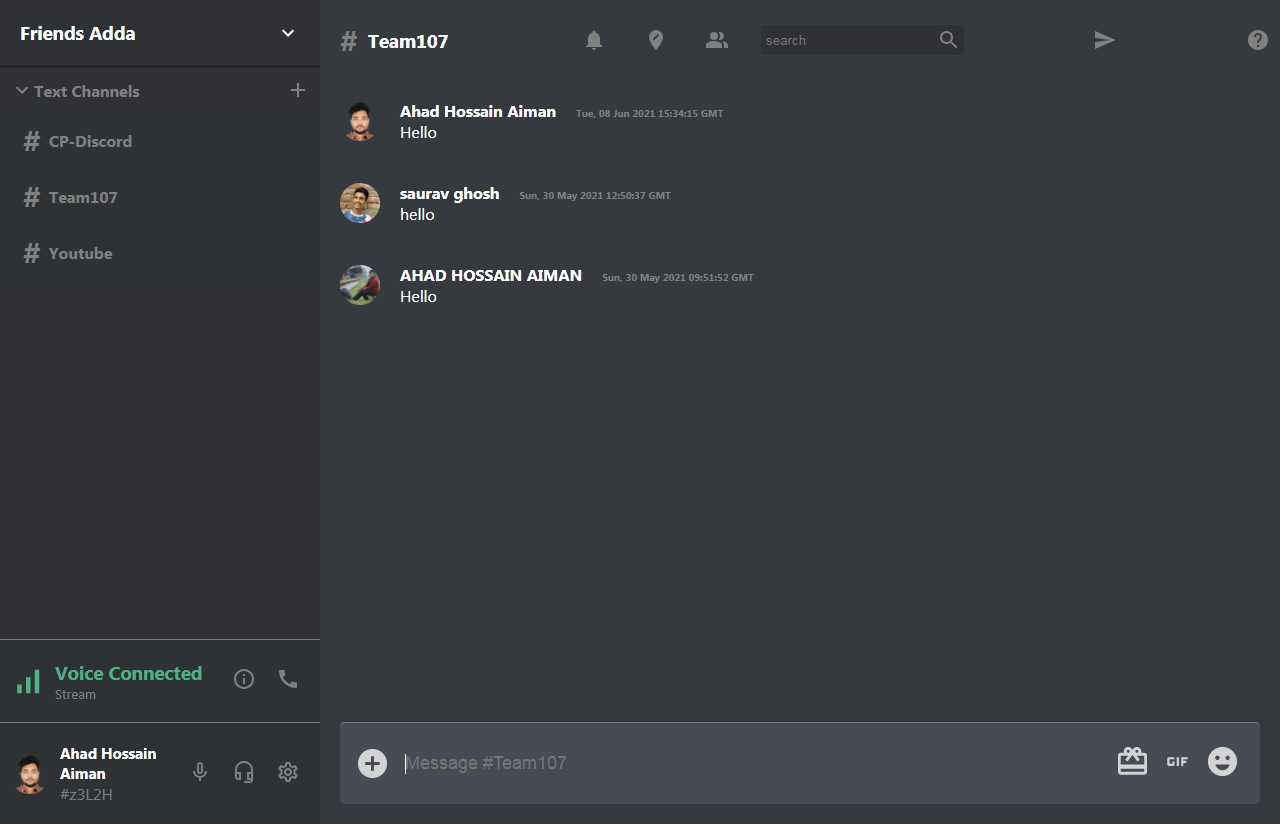 Friends Adda
Text Channels
# CP-Discord
# Team107
# Youtube
Voice Connected
Stream
Ahad Hossain
Aiman
#z3L2H
# Team107
search
Ahad Hossain Aiman Tue, 08 Jun 2021 15:34:15 GMT
Hello
saurav ghosh Sun, 30 May 2021 12:50:37 GMT
hello
AHAD HOSSAIN AIMAN Sun, 30 May 2021 09:51:52 GMT
Hello
Message #Team107
GIF